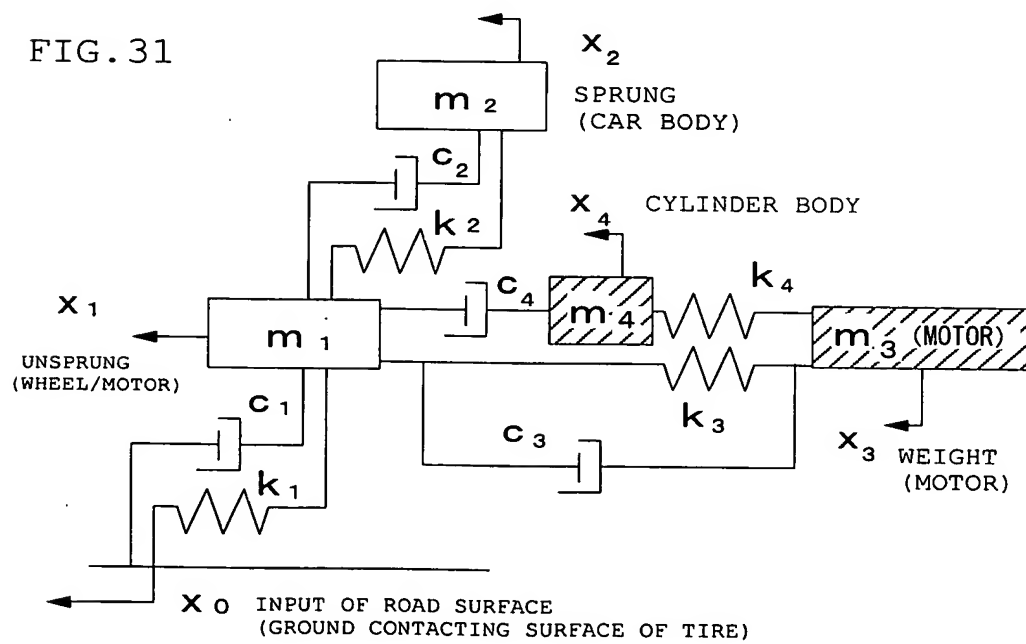 FIG.31
x2
m2
SPRUNG
(CAR BODY)
c2
k2
x4 CYLINDER BODY
x1
c4
k4
m1
m4
m3 (MOTOR)
UNSPRUNG
(WHEEL/MOTOR)
c1
k3
c3
x3 WEIGHT
(MOTOR)
k1
x0 INPUT OF ROAD SURFACE
(GROUND CONTACTING SURFACE OF TIRE)